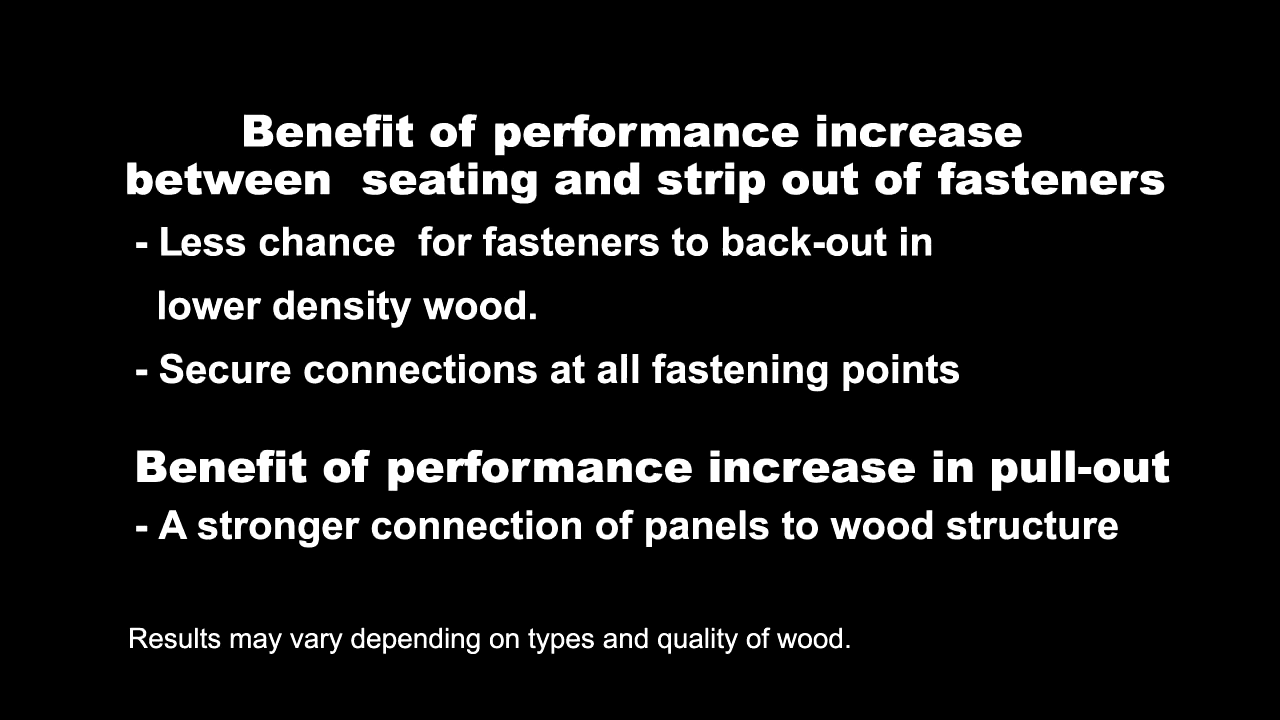 Benefit of performance increase
between  seating and strip out of fasteners
- Less chance  for fasteners to back-out in
lower density wood.
- Secure connections at all fastening points
Benefit of performance increase in pull-out
- A stronger connection of panels to wood structure
Results may vary depending on types and quality of wood.